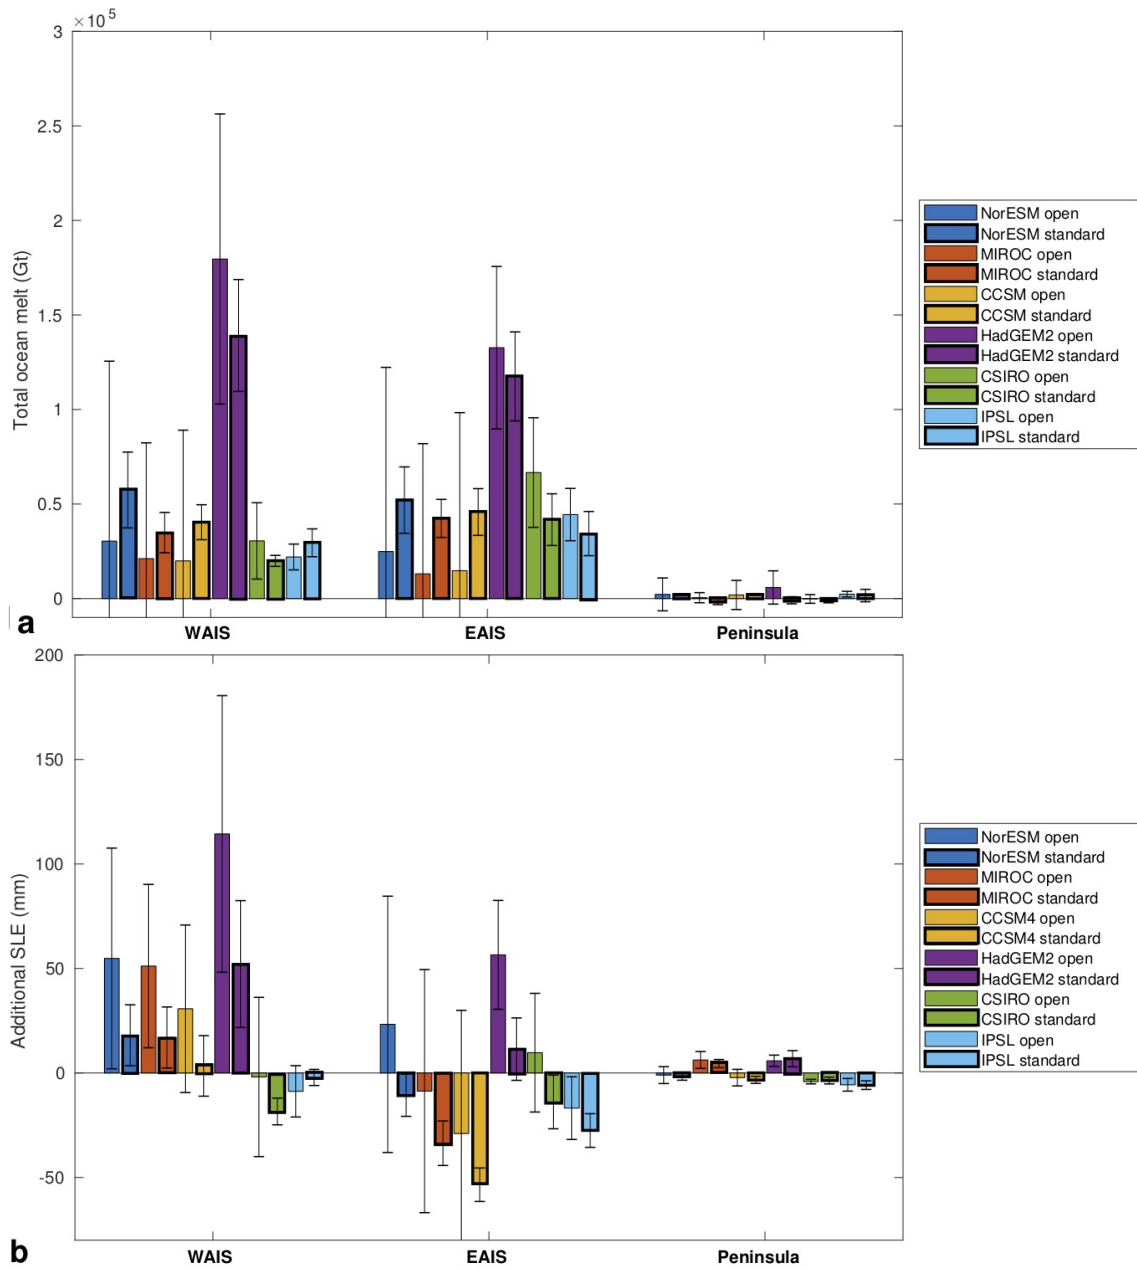 a
×10⁵
3
2.5
2
1.5
1
0.5
0
Total ocean melt (Gt)
WAIS EAIS Peninsula
NorESM open
NorESM standard
MIROC open
MIROC standard
CCSM open
CCSM standard
HadGEM2 open
HadGEM2 standard
CSIRO open
CSIRO standard
IPSL open
IPSL standard
b
200
150
100
50
0
-50
Additional SLE (mm)
WAIS EAIS Peninsula
NorESM open
NorESM standard
MIROC open
MIROC standard
CCSM4 open
CCSM4 standard
HadGEM2 open
HadGEM2 standard
CSIRO open
CSIRO standard
IPSL open
IPSL standard